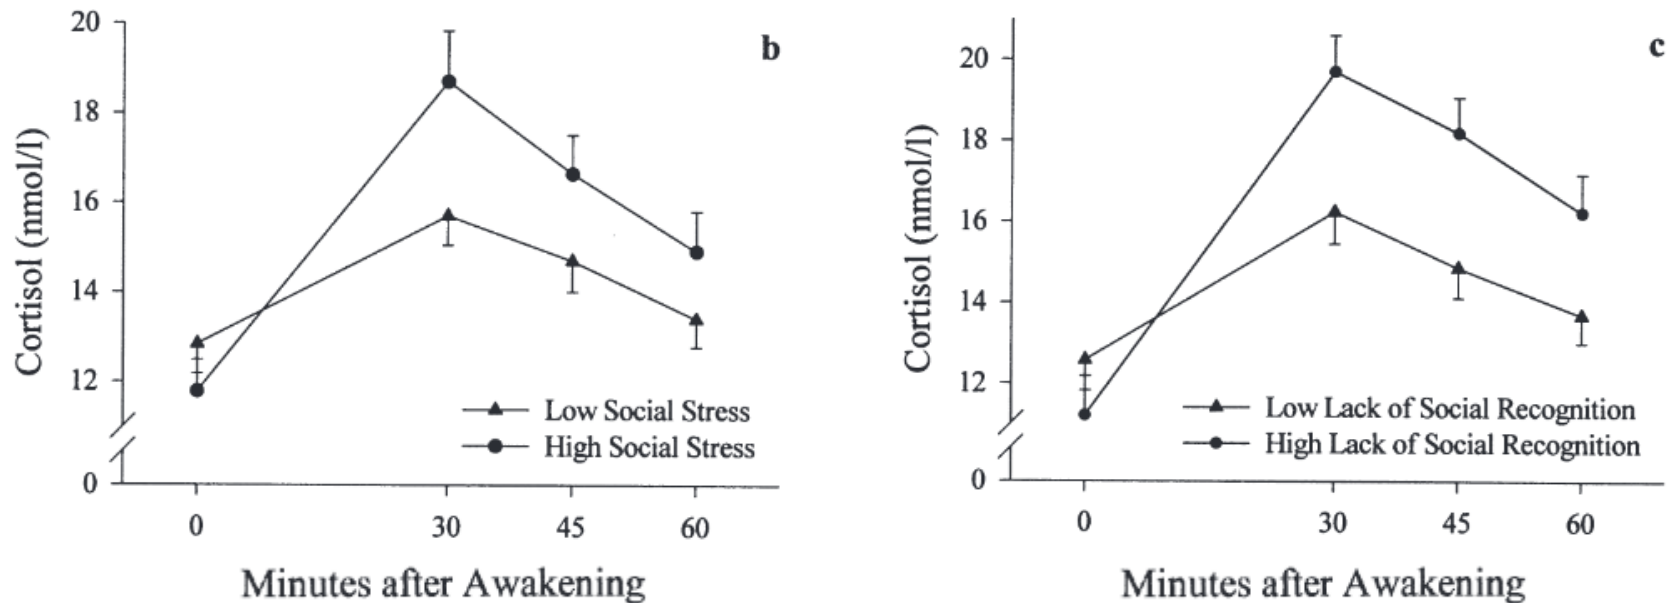 b
20
18
16
14
12
0
Cortisol (nmol/l)
Low Social Stress
High Social Stress
0 30 45 60
Minutes after Awakening
c
20
18
16
14
12
0
Cortisol (nmol/l)
Low Lack of Social Recognition
High Lack of Social Recognition
0 30 45 60
Minutes after Awakening